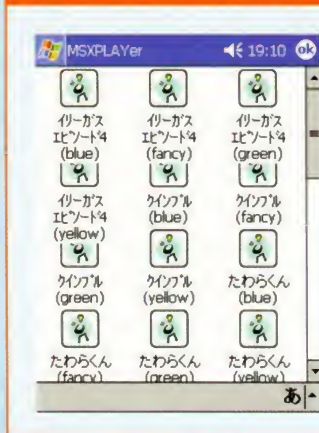 MSXPLAYer 19:10 ok
イリーガス イリーガス イリーガス
エピソード4 エピソード4 エピソード4
(blue) (fancy) (green)
イリーガス クインプル クインプル
エピソード4 (blue) (fancy)
(yellow)
クインプル クインプル たわらくん
(green) (yellow) (blue)
たわらくん たわらくん たわらくん
(fancy) (green) (yellow)
あ